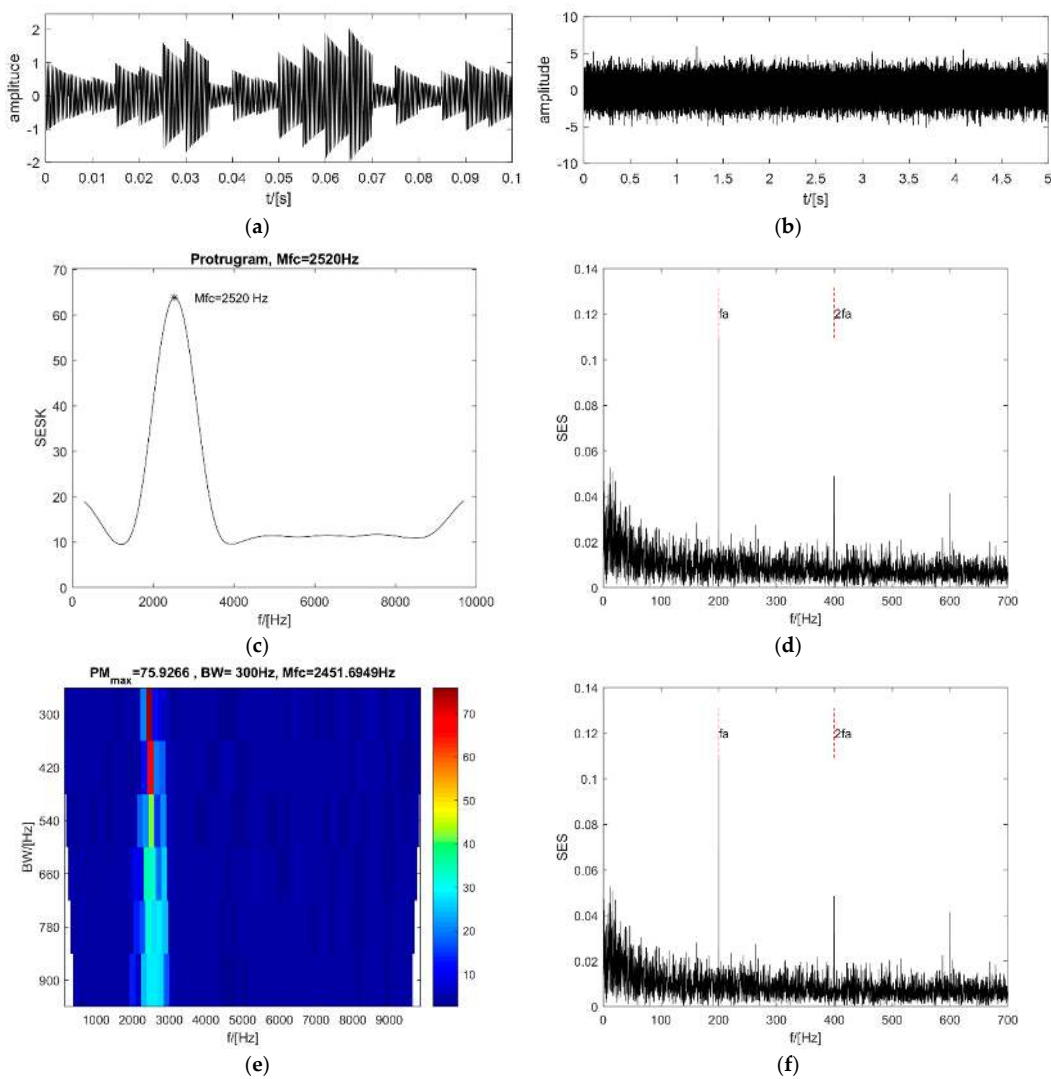 amplitude
2
1
0
-1
-2
0 0.01 0.02 0.03 0.04 0.05 0.06 0.07 0.08 0.09 0.1
t/[s]
(a)
amplitude
10
5
0
-5
-10
0 0.5 1 1.5 2 2.5 3 3.5 4 4.5 5
t/[s]
(b)
Protrugram, Mfc=2520Hz
Mfc=2520 Hz
SESK
70
60
50
40
30
20
10
0
0 2000 4000 6000 8000 10000
f/[Hz]
(c)
SES
0.14
0.12
0.1
0.08
0.06
0.04
0.02
0
fa
2fa
0 100 200 300 400 500 600 700
f/[Hz]
(d)
PMmax =75.9266 , BW= 300Hz, Mfc=2451.6949Hz
BW/[Hz]
300
420
540
660
780
900
1000 2000 3000 4000 5000 6000 7000 8000 9000
f/[Hz]
70
60
50
40
30
20
10
(e)
SES
0.14
0.12
0.1
0.08
0.06
0.04
0.02
0
fa
2fa
0 100 200 300 400 500 600 700
f/[Hz]
(f)